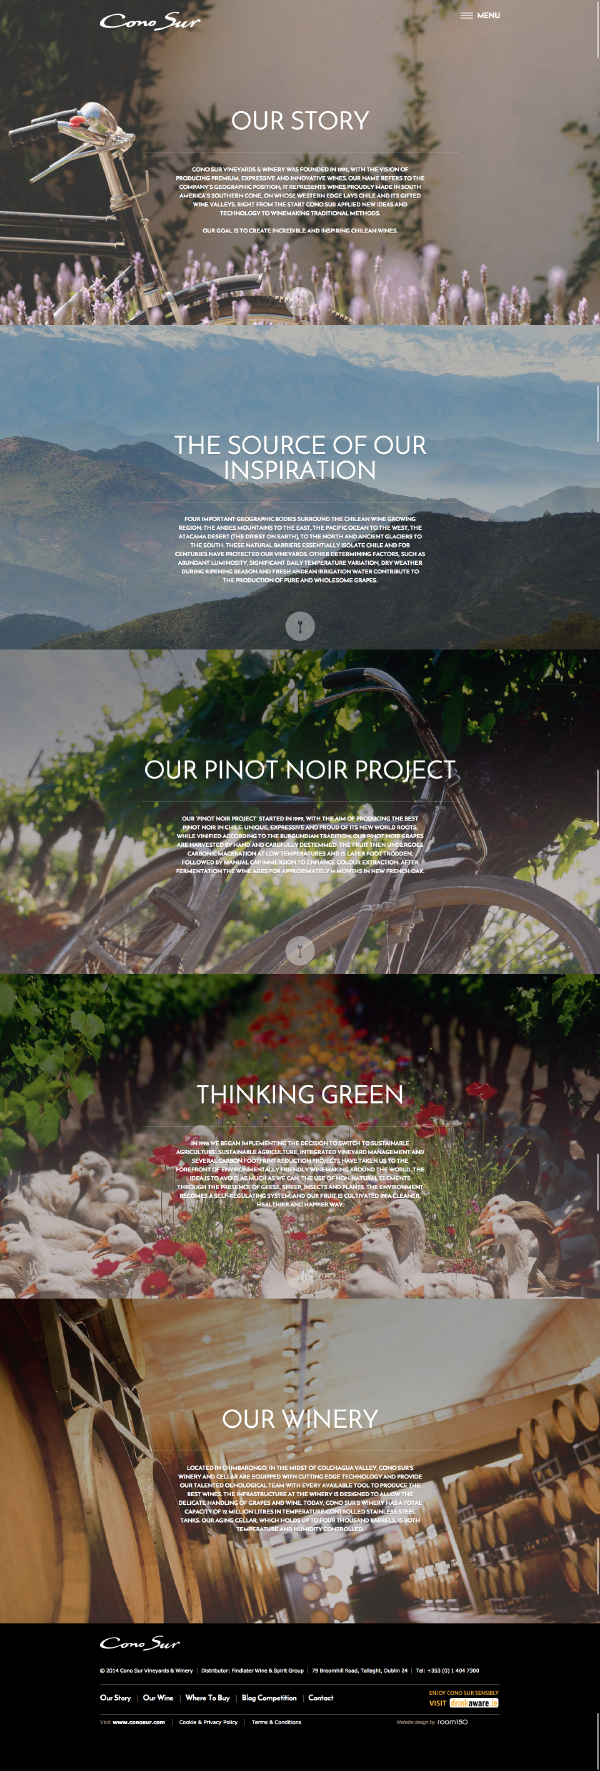 Cono Sur
MENU
OUR STORY
CONO SUR VINEYARDS & WINERY WAS FOUNDED IN 1993, WITH THE VISION OF
PRODUCING PREMIUM, EXPRESSIVE AND INNOVATIVE WINES. OUR NAME REFERS TO THE
COMPANY'S GEOGRAPHIC POSITION, IT REPRESENTS WINES PROUDLY MADE IN SOUTH
AMERICA'S SOUTHERN CONE, ON WHOSE WESTERN EDGE LAYS CHILE AND ITS GIFTED
WINE VALLEYS. RIGHT FROM THE START CONO SUR APPLIED NEW IDEAS AND
TECHNOLOGY TO WINEMAKING TRADITIONAL METHODS.
OUR GOAL IS TO CREATE INCREDIBLE AND INSPIRING CHILEAN WINES.
THE SOURCE OF OUR
INSPIRATION
FOUR IMPORTANT GEOGRAPHIC BODIES SURROUND THE CHILEAN WINE GROWING
REGION: THE ANDES MOUNTAINS TO THE EAST, THE PACIFIC OCEAN TO THE WEST, THE
ATACAMA DESERT (THE DRIEST ON EARTH), TO THE NORTH AND ANCIENT GLACIERS TO
THE SOUTH. THESE NATURAL BARRIERS ESSENTIALLY ISOLATE CHILE AND FOR
CENTURIES HAVE PROTECTED OUR VINEYARDS. OTHER DETERMINING FACTORS, SUCH AS
ABUNDANT LUMINOSITY, SIGNIFICANT DAILY TEMPERATURE VARIATION, DRY WEATHER
DURING RIPENING SEASON AND FRESH ANDEAN IRRIGATION WATER CONTRIBUTE TO
THE PRODUCTION OF PURE AND WHOLESOME GRAPES.
OUR PINOT NOIR PROJECT
OUR 'PINOT NOIR PROJECT' STARTED IN 1999, WITH THE AIM OF PRODUCING THE BEST
PINOT NOIR IN CHILE: UNIQUE, EXPRESSIVE AND PROUD OF ITS NEW WORLD ROOTS,
WHILE VINIFIED ACCORDING TO THE BURGUNDIAN TRADITION. OUR PINOT NOIR GRAPES
ARE HARVESTED BY HAND AND CAREFULLY DESTEMMED. THE FRUIT THEN UNDERGOES
CARBONIC MACERATION AT LOW TEMPERATURES AND IS LATER FOOT TRODDEN,
FOLLOWED BY MANUAL CAP IMMERSION TO ENHANCE COLOUR EXTRACTION. AFTER
FERMENTATION THE WINE AGES FOR APPROXIMATELY 14 MONTHS IN NEW FRENCH OAK.
THINKING GREEN
IN 1998 WE BEGAN IMPLEMENTING THE DECISION TO SWITCH TO SUSTAINABLE
AGRICULTURE. SUSTAINABLE AGRICULTURE, INTEGRATED VINEYARD MANAGEMENT AND
SEVERAL CARBON FOOTPRINT REDUCTION PROJECTS HAVE TAKEN US TO THE
FOREFRONT OF ENVIRONMENTALLY FRIENDLY WINEMAKING AROUND THE WORLD. THE
IDEA IS TO AVOID, AS MUCH AS WE CAN, THE USE OF NON-NATURAL ELEMENTS
THROUGH THE PRESENCE OF GEESE, SHEEP, INSECTS AND PLANTS. THE ENVIRONMENT
BECOMES A SELF-REGULATING SYSTEM, AND OUR FRUIT IS CULTIVATED IN A CLEANER,
HEALTHIER AND HAPPIER WAY.
OUR WINERY
LOCATED IN CHIMBARONGO, IN THE MIDST OF COLCHAGUA VALLEY, CONO SUR'S
WINERY AND CELLAR ARE EQUIPPED WITH CUTTING EDGE TECHNOLOGY AND PROVIDE
OUR TALENTED OENOLOGICAL TEAM WITH EVERY AVAILABLE TOOL TO PRODUCE THE
BEST WINES. THE INFRASTRUCTURE AT THE WINERY IS DESIGNED TO ALLOW THE
DELICATE HANDLING OF GRAPES AND WINE. TODAY, CONO SUR'S WINERY HAS A TOTAL
CAPACITY OF 12 MILLION LITRES IN TEMPERATURE-CONTROLLED STAINLESS STEEL
TANKS. OUR AGING CELLAR, WHICH HOLDS UP TO FOUR THOUSAND BARRELS, IS BOTH
TEMPERATURE AND HUMIDITY CONTROLLED.
Cono Sur
© 2014 Cono Sur Vineyards & Winery | Distributor: Findlater Wine & Spirit Group | 79 Broomhill Road, Tallaght, Dublin 24 | Tel: +353 (0) 1 404 7300
Our Story | Our Wine | Where To Buy | Blog Competition | Contact
ENJOY CONO SUR SENSIBLY
VISIT drinkaware.ie
Visit www.conosur.com | Cookie & Privacy Policy | Terms & Conditions
Website design by room150